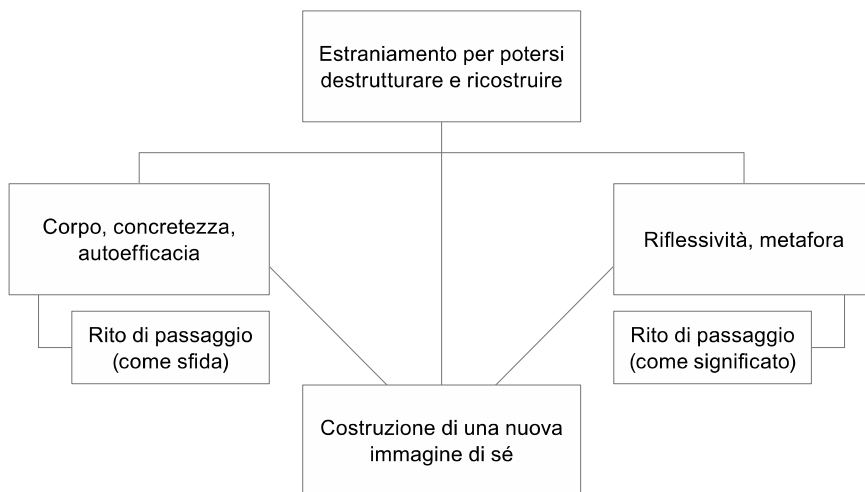 Estraniamento per potersi
destrutturare e ricostruire
Corpo, concretezza,
autoefficacia
Riflessività, metafora
Rito di passaggio
(come sfida)
Rito di passaggio
(come significato)
Costruzione di una nuova
immagine di sé